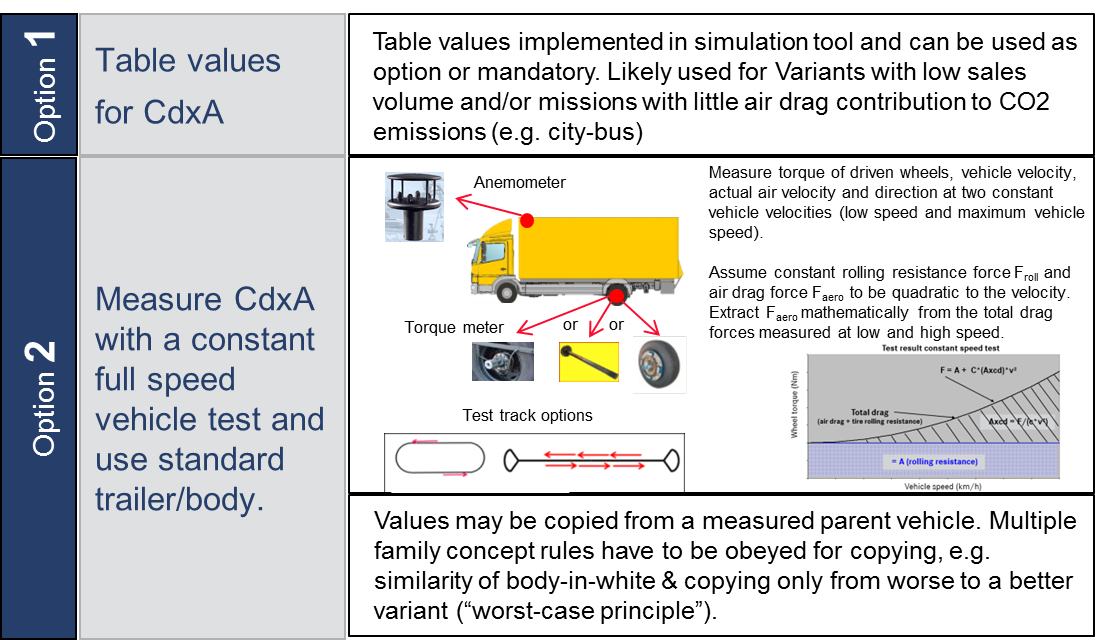 Option 1
Table values
for CdxA
Table values implemented in simulation tool and can be used as
option or mandatory. Likely used for Variants with low sales
volume and/or missions with little air drag contribution to CO2
emissions (e.g. city-bus)
Option 2
Measure CdxA
with a constant
full speed
vehicle test and
use standard
trailer/body.
Anemometer
Torque meter
or
or
Test track options
Measure torque of driven wheels, vehicle velocity,
actual air velocity and direction at two constant
vehicle velocities (low speed and maximum vehicle
speed).
Assume constant rolling resistance force Froll and
air drag force Faero to be quadratic to the velocity.
Extract Faero mathematically from the total drag
forces measured at low and high speed.
Test result constant speed test
Wheel torque (Nm)
F = A + C*(Axcd)*v²
Total drag
(air drag + tire rolling resistance)
Axcd = F/(c*v²)
= A (rolling resistance)
Vehicle speed (km/h)
Values may be copied from a measured parent vehicle. Multiple
family concept rules have to be obeyed for copying, e.g.
similarity of body-in-white & copying only from worse to a better
variant (“worst-case principle”).